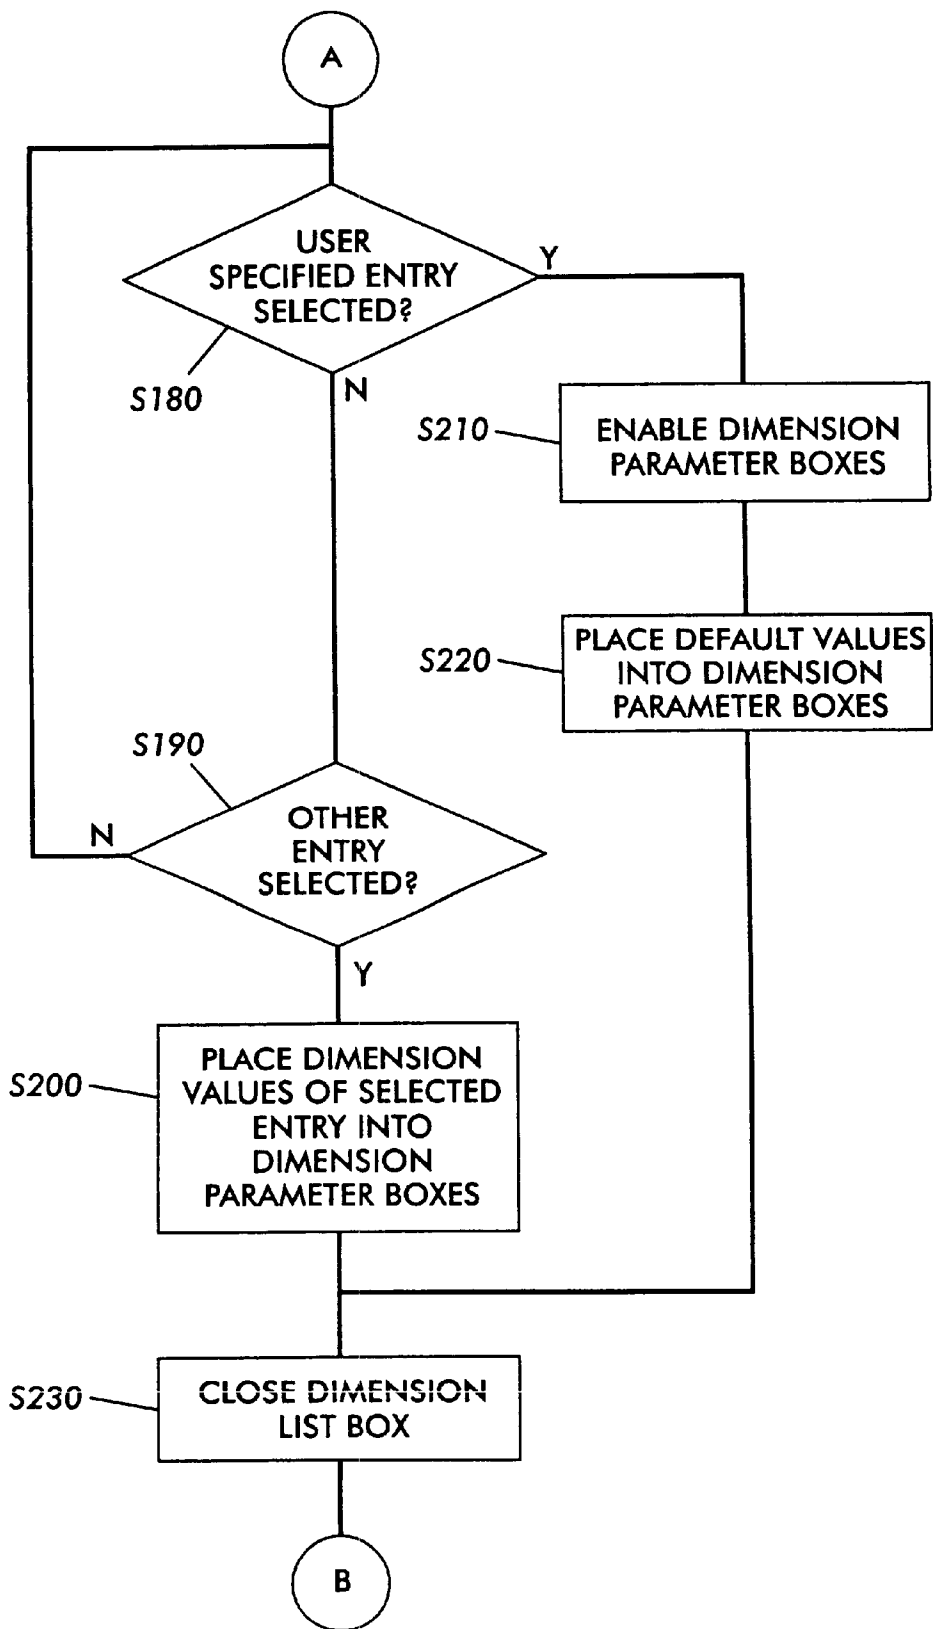 A
USER
SPECIFIED ENTRY
SELECTED?
Y
S180
N
S210
ENABLE DIMENSION
PARAMETER BOXES
S220
PLACE DEFAULT VALUES
INTO DIMENSION
PARAMETER BOXES
S190
N
OTHER
ENTRY
SELECTED?
Y
S200
PLACE DIMENSION
VALUES OF SELECTED
ENTRY INTO
DIMENSION
PARAMETER BOXES
S230
CLOSE DIMENSION
LIST BOX
B